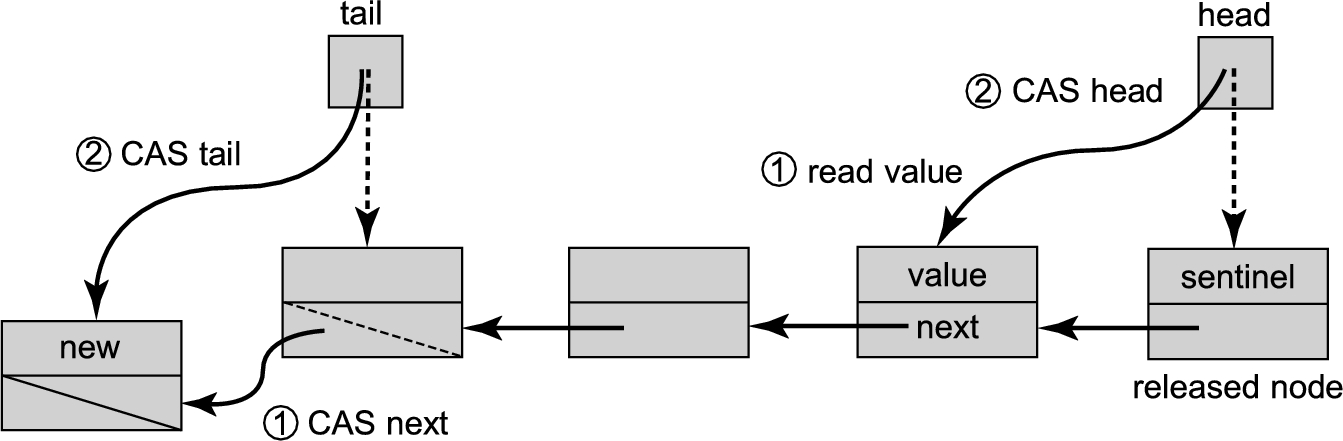 tail
head
② CAS head
② CAS tail
① read value
value
sentinel
next
new
released node
① CAS next